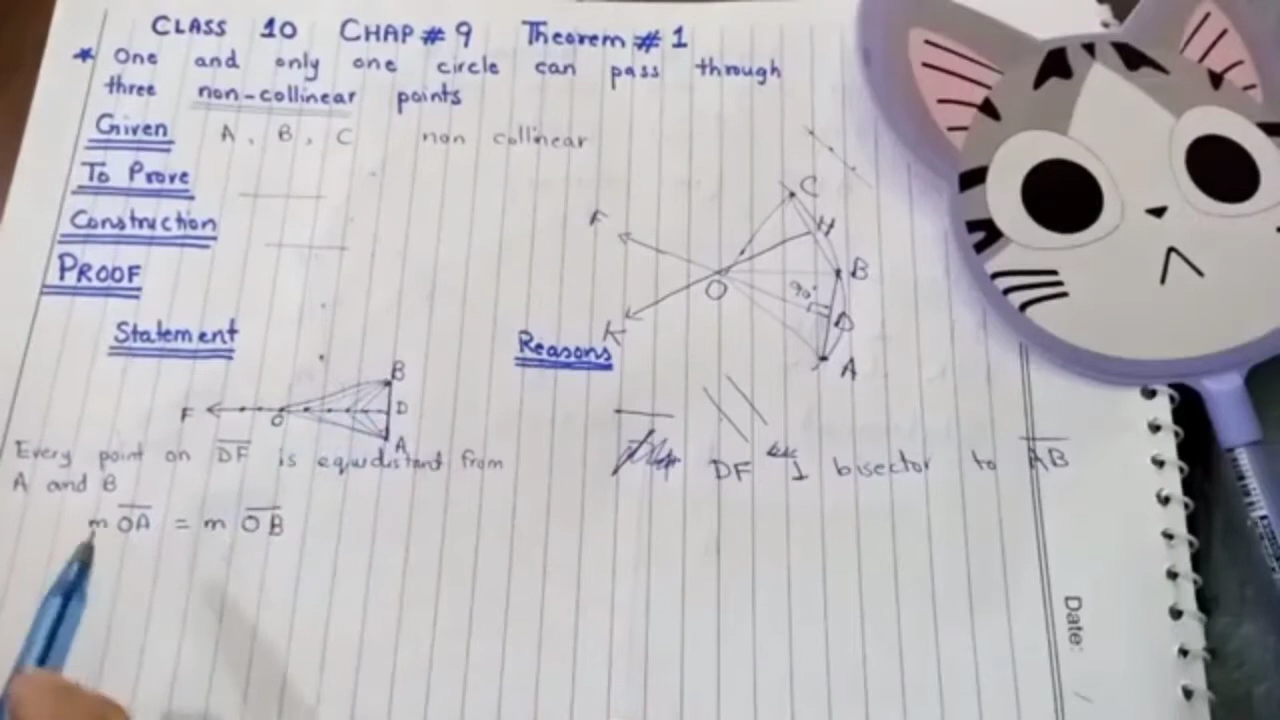 CLASS 10 CHAP # 9 Theorem # 1
* One and only one circle can pass through
three non-collinear points
Given A, B, C non collinear
To Prove
Construction
PROOF
Statement
Reasons
C
H
F
B
O
90°
D
K
A
B
F
O
D
A
Every point on DF is equidistant from
A and B
DF ⊥ bisector to AB
m OA = m OB
Date: